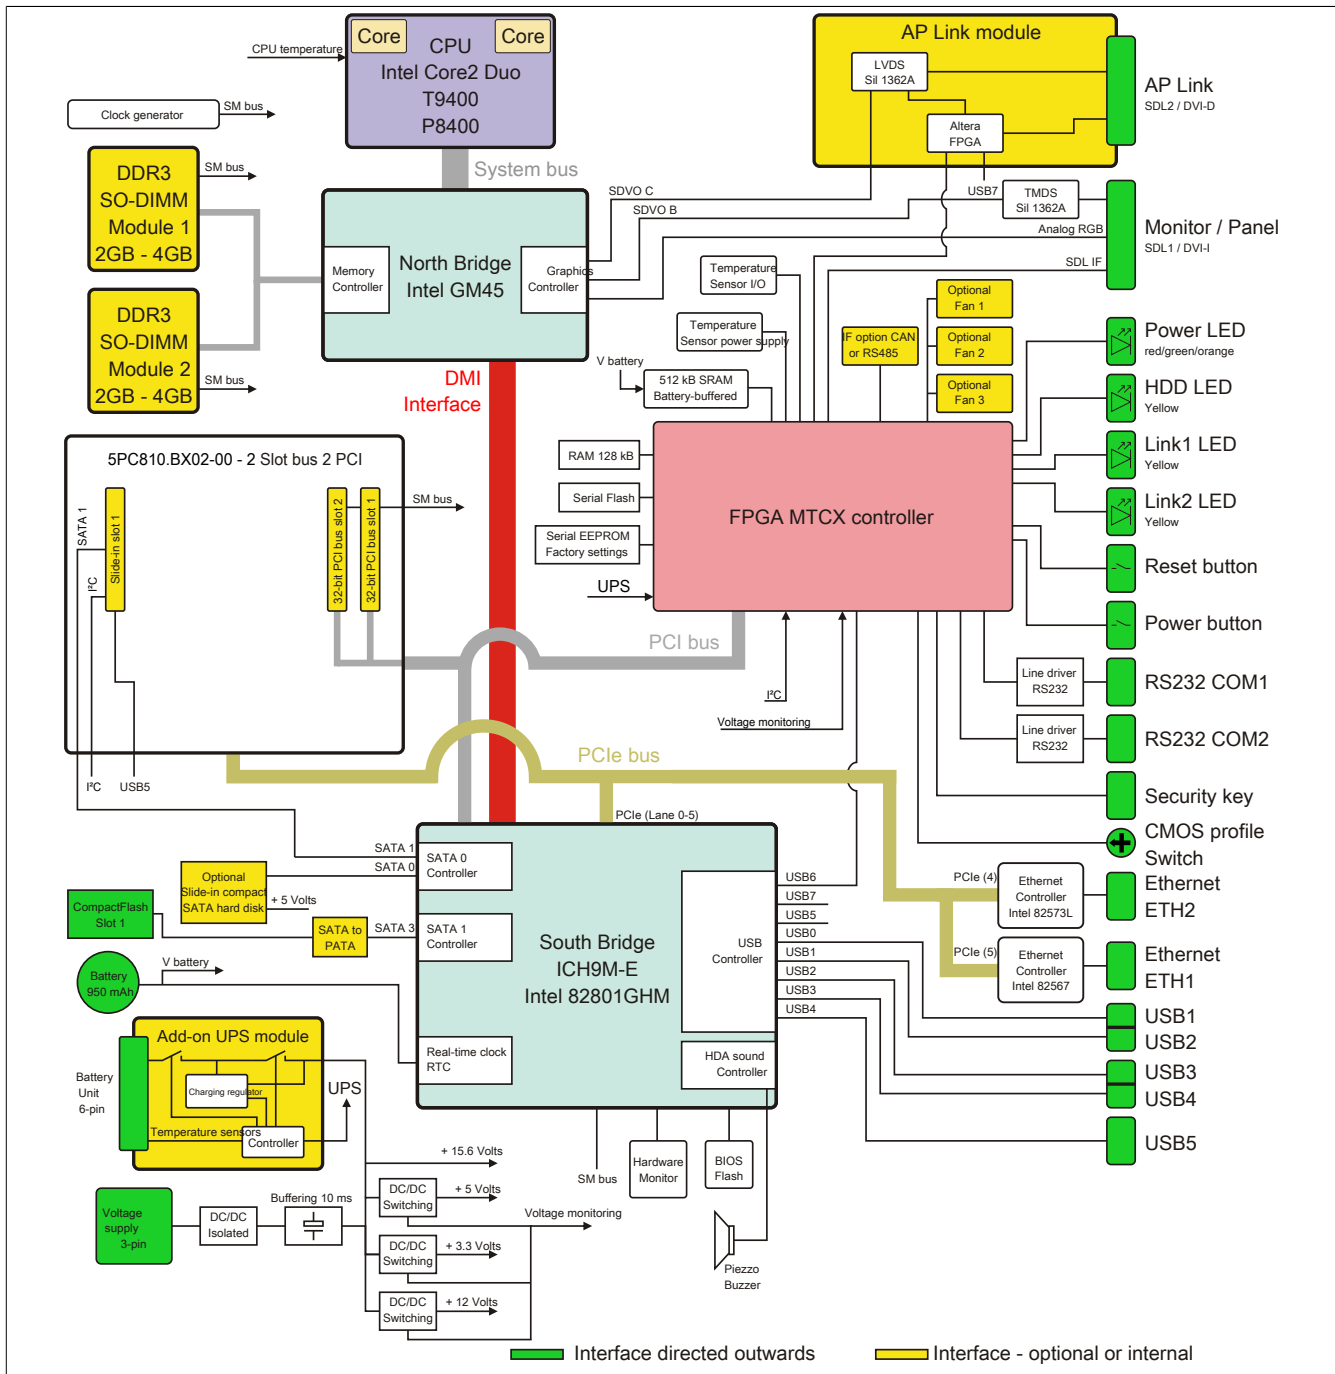 Core
Core
CPU
Intel Core2 Duo
T9400
P8400
CPU temperature
Clock generator
SM bus
DDR3
SO-DIMM
Module 1
2GB - 4GB
SM bus
DDR3
SO-DIMM
Module 2
2GB - 4GB
SM bus
System bus
Memory
Controller
North Bridge
Intel GM45
Graphics
Controller
DMI
Interface
AP Link module
LVDS
Sil 1362A
Altera
FPGA
AP Link
SDL2 / DVI-D
SDVO C
SDVO B
USB7
TMDS
Sil 1362A
Analog RGB
SDL IF
Monitor / Panel
SDL1 / DVI-I
Temperature
Sensor I/O
Temperature
Sensor power supply
V battery
512 kB SRAM
Battery-buffered
IF option CAN
or RS485
Optional
Fan 1
Optional
Fan 2
Optional
Fan 3
Power LED
red/green/orange
HDD LED
Yellow
Link1 LED
Yellow
Link2 LED
Yellow
Reset button
Power button
RAM 128 kB
Serial Flash
Serial EEPROM
Factory settings
UPS
FPGA MTCX controller
I²C
Voltage monitoring
Line driver
RS232
RS232 COM1
Line driver
RS232
RS232 COM2
Security key
CMOS profile
Switch
5PC810.BX02-00 - 2 Slot bus 2 PCI
SATA 1
I²C
Slide-in slot 1
32-bit PCI bus slot 2
32-bit PCI bus slot 1
SM bus
I²C
USB5
PCI bus
PCIe bus
PCIe (Lane 0-5)
PCIe (4)
Ethernet
Controller
Intel 82573L
Ethernet
ETH2
PCIe (5)
Ethernet
Controller
Intel 82567
Ethernet
ETH1
SATA 1
SATA 0
SATA 0
Controller
Optional
Slide-in compact
SATA hard disk
+ 5 Volts
CompactFlash
Slot 1
SATA to
PATA
SATA 3
SATA 1
Controller
Battery
950 mAh
V battery
Real-time clock
RTC
South Bridge
ICH9M-E
Intel 82801GHM
USB
Controller
HDA sound
Controller
USB6
USB7
USB5
USB0
USB1
USB2
USB3
USB4
USB1
USB2
USB3
USB4
USB5
Add-on UPS module
Charging regulator
Temperature sensors
Controller
Battery
Unit
6-pin
UPS
SM bus
Hardware
Monitor
BIOS
Flash
Piezzo
Buzzer
Voltage
supply
3-pin
DC/DC
Isolated
Buffering 10 ms
+ 15.6 Volts
DC/DC
Switching
+ 5 Volts
Voltage monitoring
DC/DC
Switching
+ 3.3 Volts
DC/DC
Switching
+ 12 Volts
Interface directed outwards
Interface - optional or internal